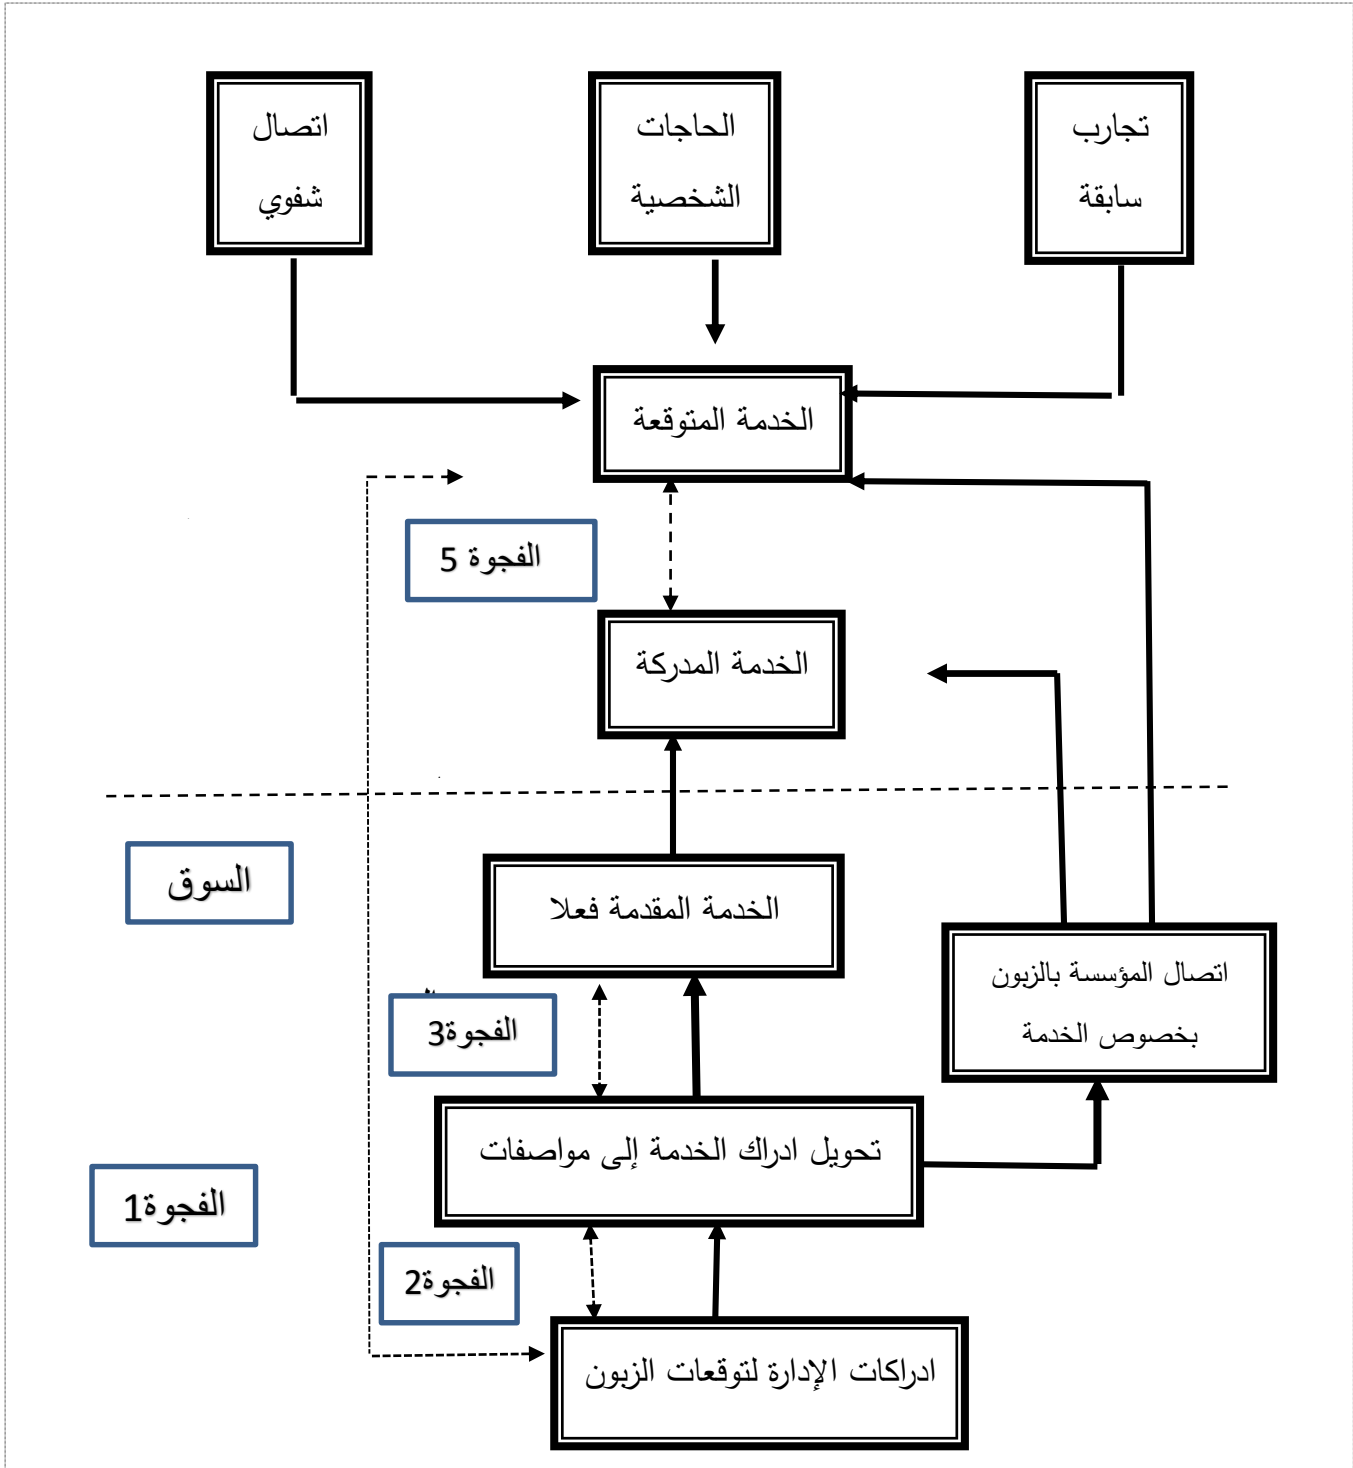 تجارب
سابقة
الحاجات
الشخصية
اتصال
شفوي
الخدمة المتوقعة
الفجوة 5
الخدمة المدركة
السوق
الخدمة المقدمة فعلا
اتصال المؤسسة بالزبون
بخصوص الخدمة
الفجوة3
تحويل ادراك الخدمة إلى مواصفات
الفجوة1
الفجوة2
ادراكات الإدارة لتوقعات الزبون